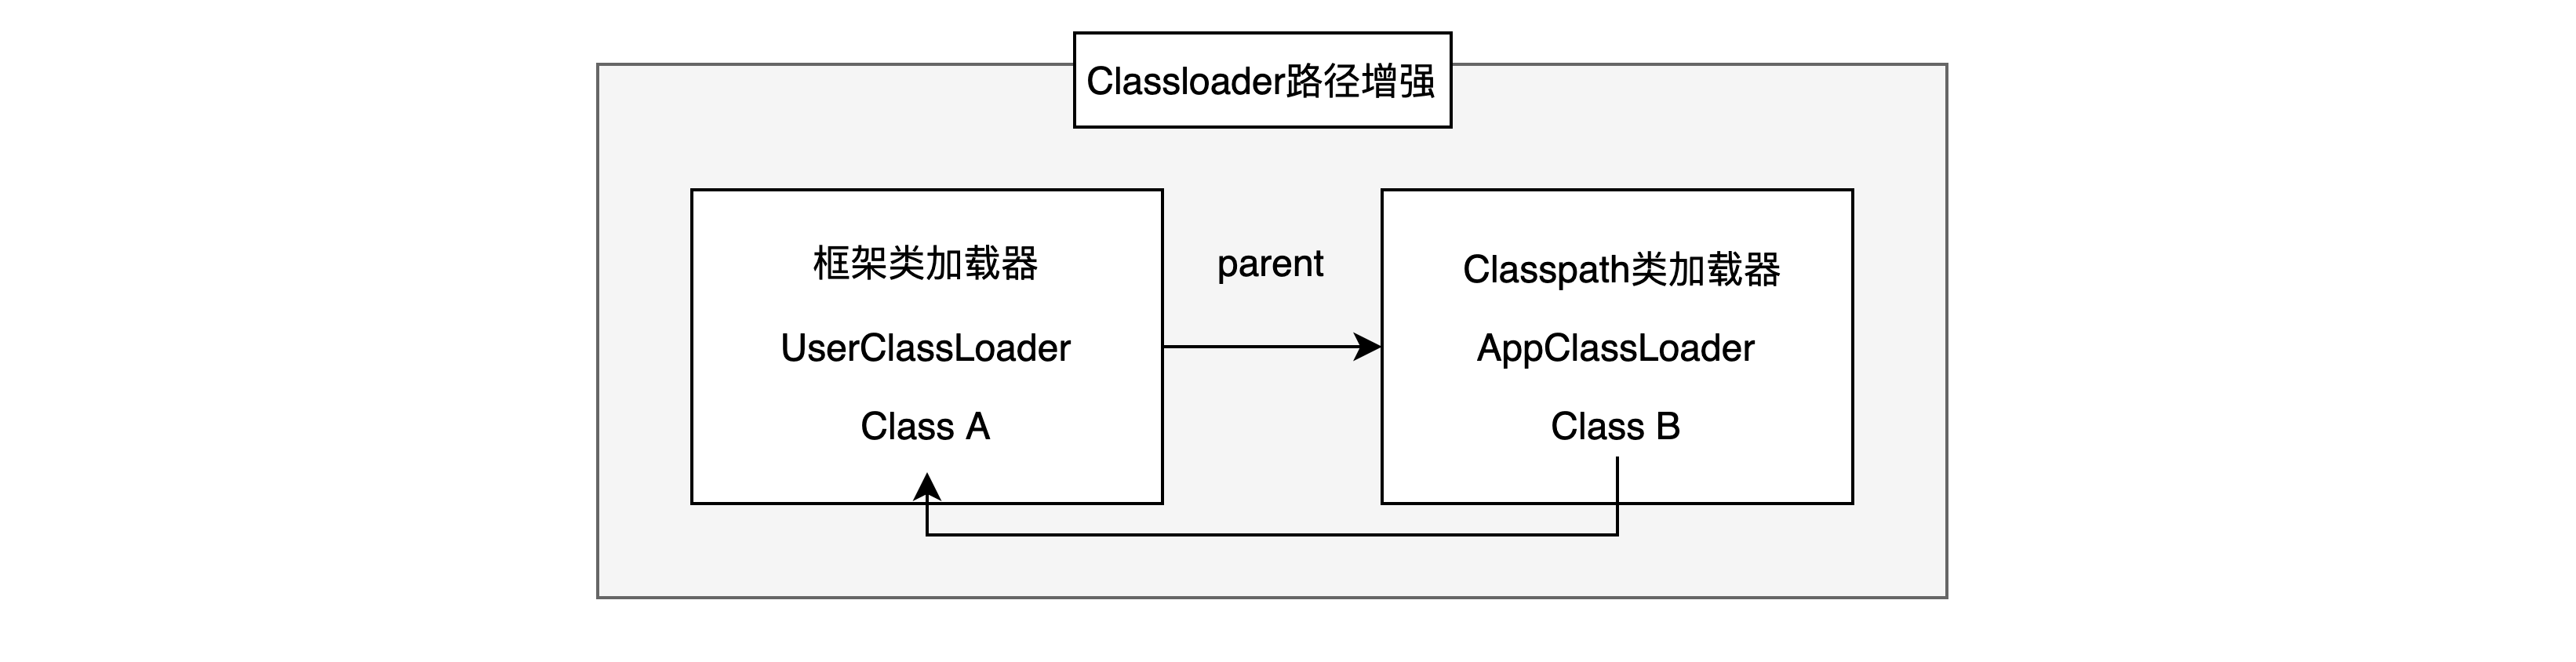 Classloader路径增强
框架类加载器
UserClassLoader
Class A
parent
Classpath类加载器
AppClassLoader
Class B